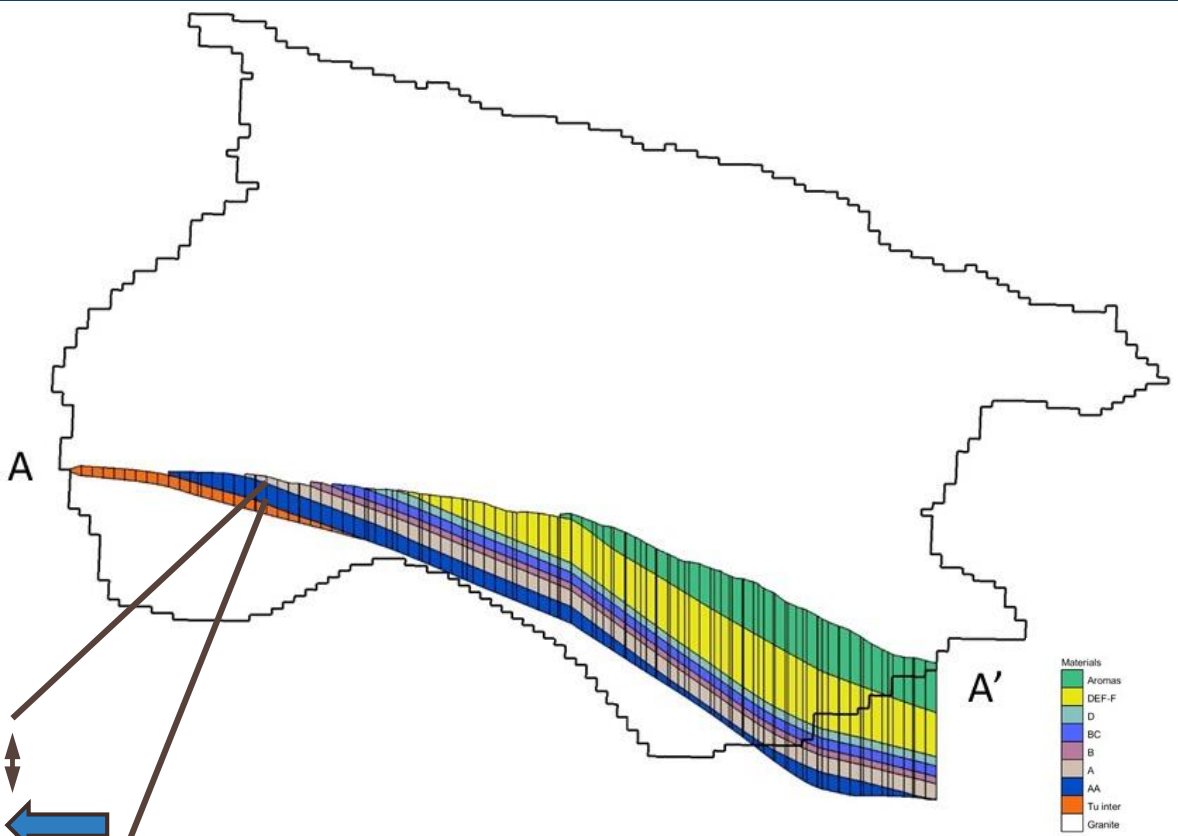 A
A’
Materials
Aromas
DEF-F
D
BC
B
A
AA
Tu inter
Granite